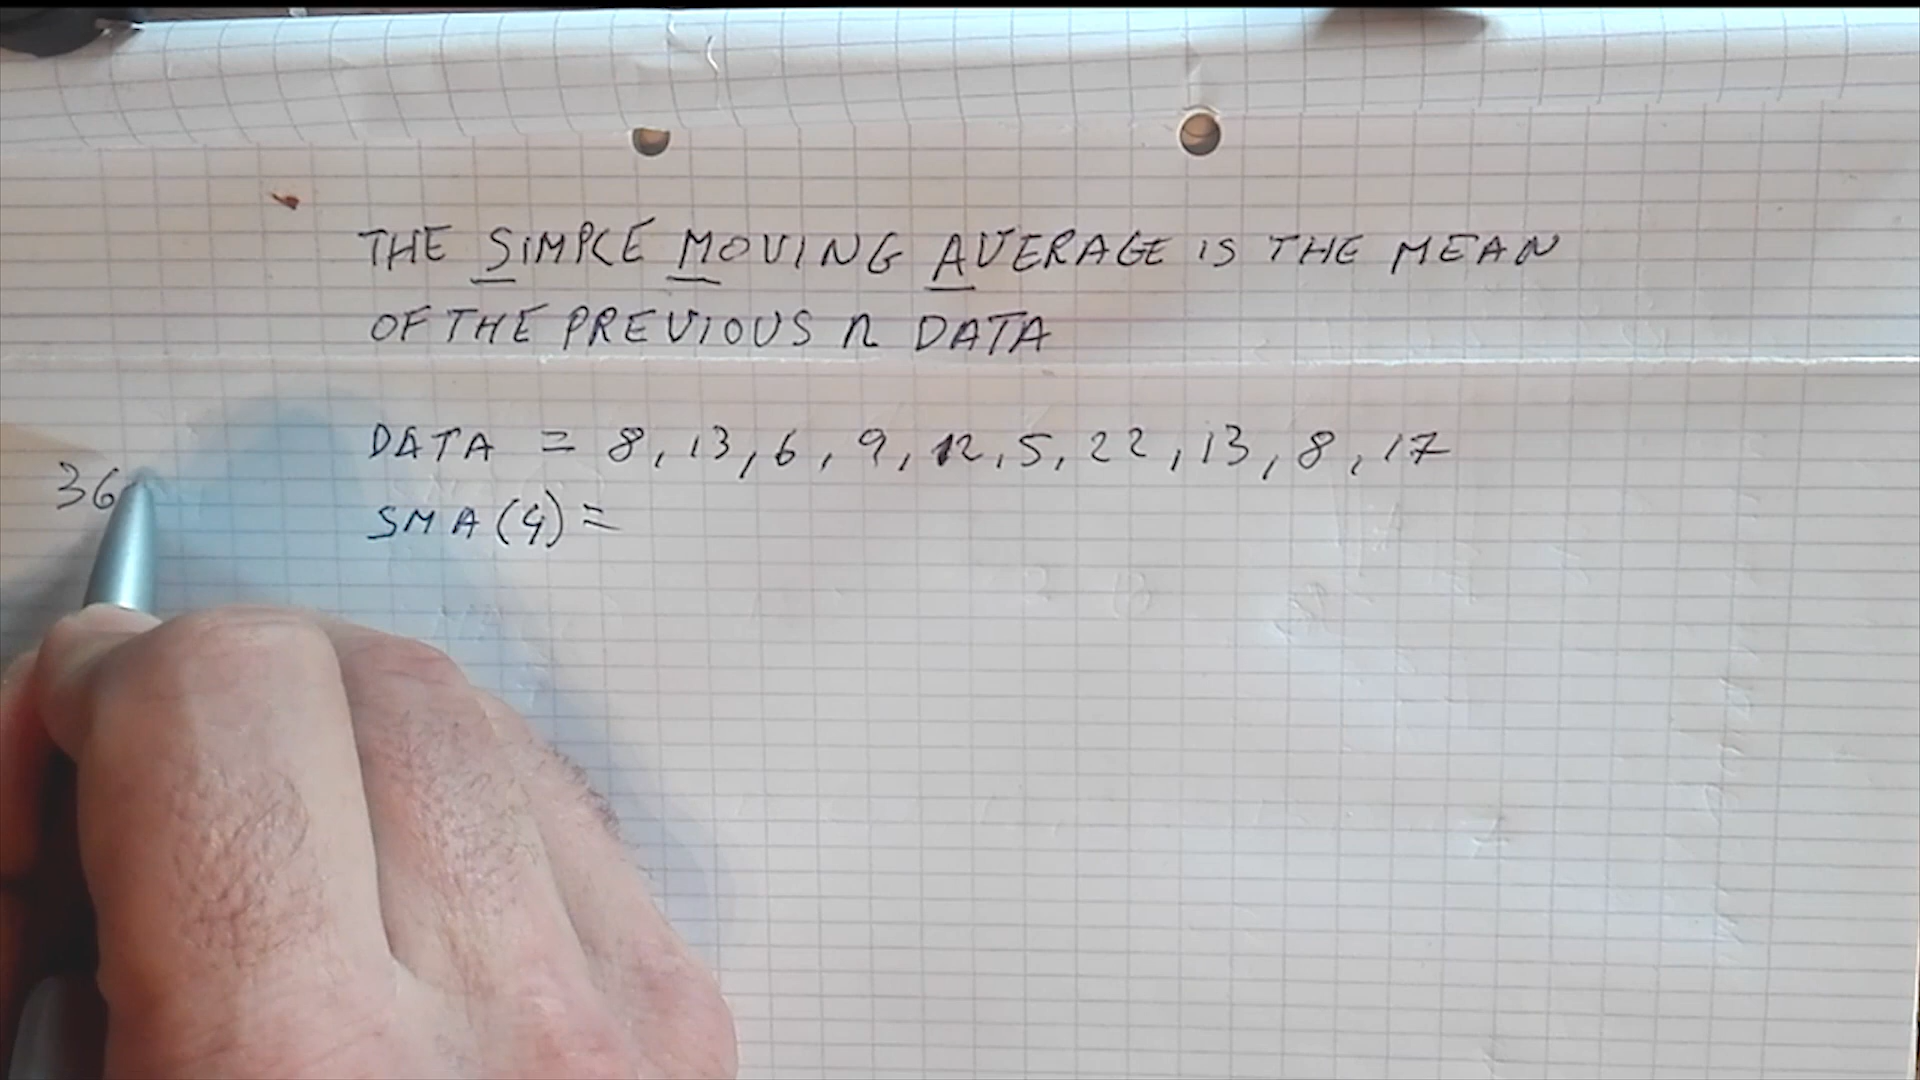 THE SIMPLE MOVING AVERAGE IS THE MEAN
OF THE PREVIOUS n DATA
DATA = 8, 13, 6, 9, 12, 5, 22, 13, 8, 17
36
SMA(4) =